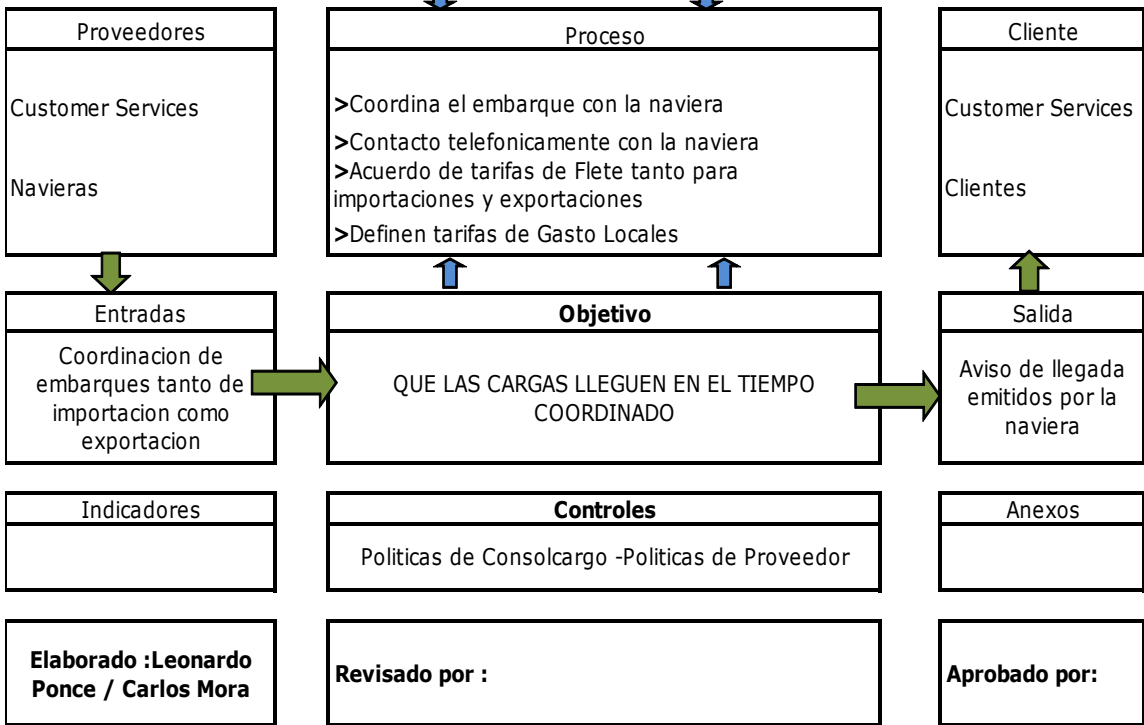 Proveedores
Customer Services
Navieras
Proceso
>Coordina el embarque con la naviera
>Contacto telefonicamente con la naviera
>Acuerdo de tarifas de Flete tanto para
importaciones y exportaciones
>Definen tarifas de Gasto Locales
Cliente
Customer Services
Clientes
Entradas
Coordinacion de
embarques tanto de
importacion como
exportacion
Objetivo
QUE LAS CARGAS LLEGUEN EN EL TIEMPO
COORDINADO
Salida
Aviso de llegada
emitidos por la
naviera
Indicadores
Controles
Politicas de Consolcargo -Politicas de Proveedor
Anexos
Elaborado :Leonardo
Ponce / Carlos Mora
Revisado por :
Aprobado por: